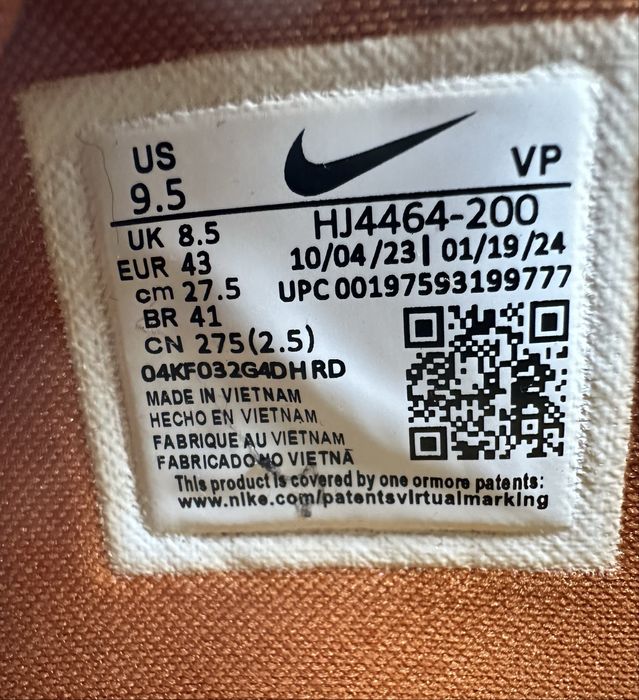 US
9.5
VP
HJ4464-200
UK 8.5
10/04/23| 01/19/24
EUR 43
UPC 00197593199777
cm 27.5
BR 41
CN 275(2.5)
04KF032G4DH RD
MADE IN VIETNAM
HECHO EN VIETNAM
FABRIQUE AU VIETNAM
FABRICADO NO VIETNÃ
This product is covered by one ormore patents:
www.nike.com/patentsvirtualmarking